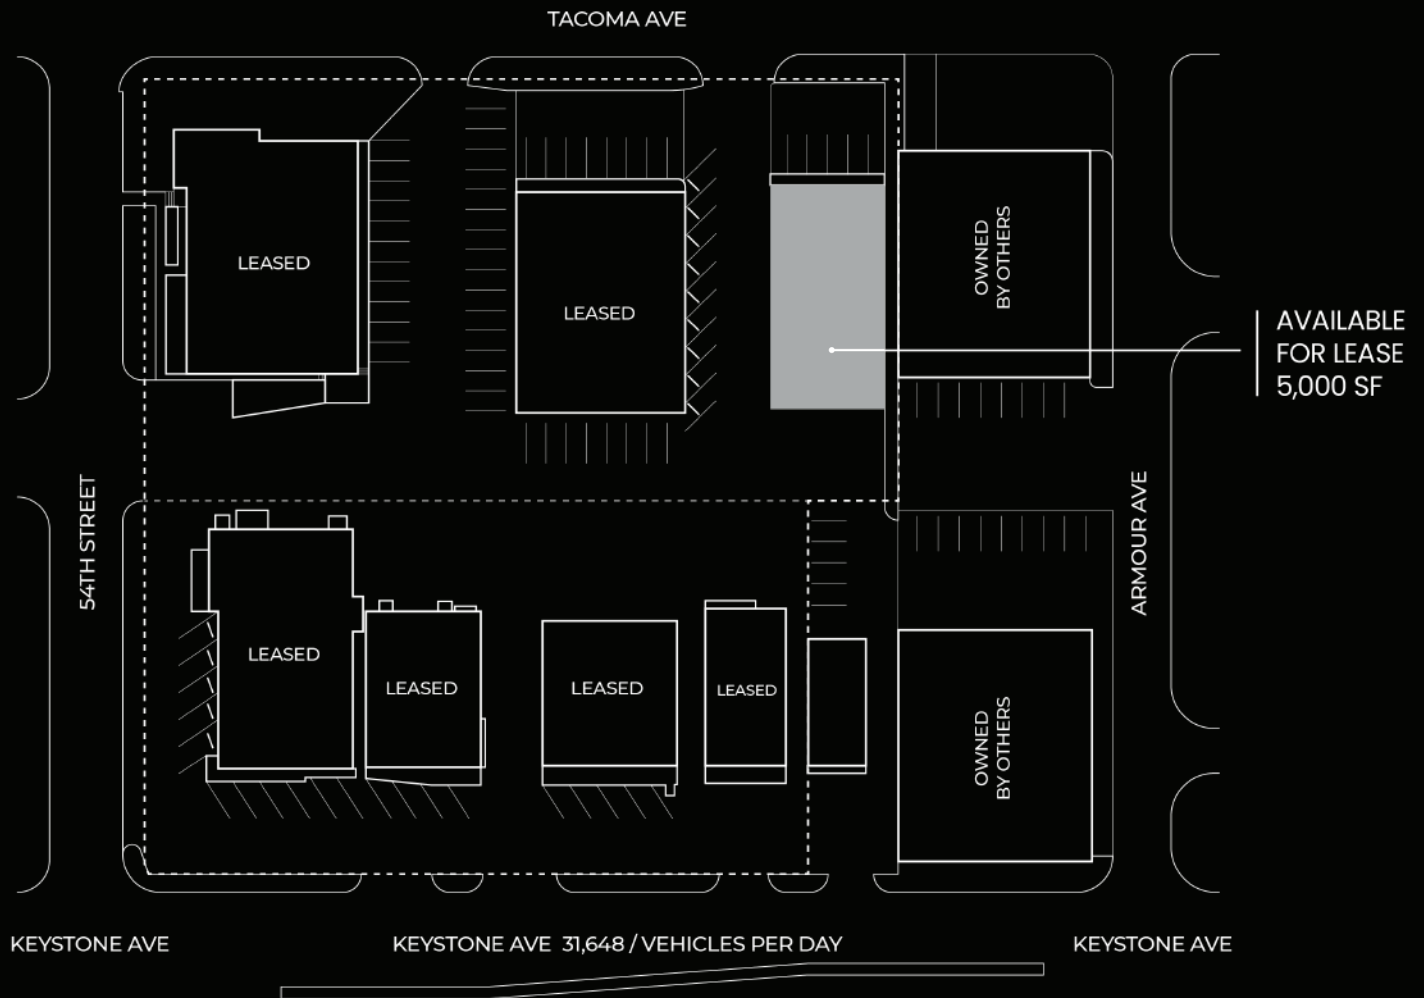 TACOMA AVE
LEASED
LEASED
OWNED
BY OTHERS
AVAILABLE
FOR LEASE
5,000 SF
54TH STREET
ARMOUR AVE
LEASED
LEASED
LEASED
LEASED
OWNED
BY OTHERS
KEYSTONE AVE
KEYSTONE AVE 31,648 / VEHICLES PER DAY
KEYSTONE AVE